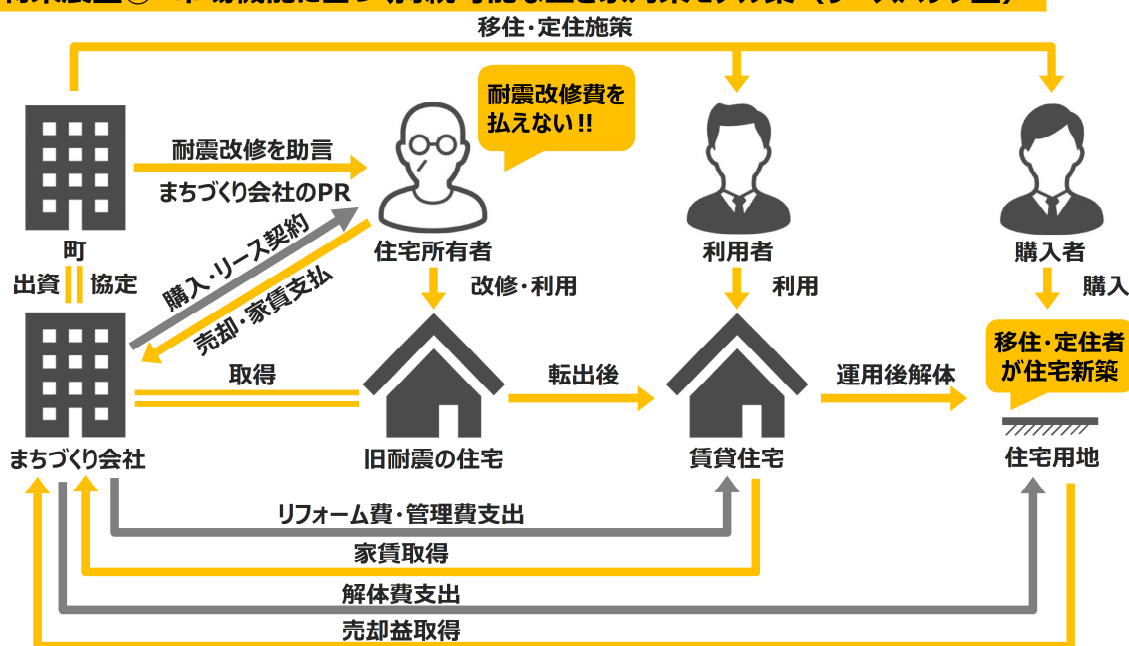 移住・定住施策
耐震改修費を
払えない!!
耐震改修を助言
まちづくり会社のPR
町
住宅所有者
利用者
購入者
出資
協定
購入・リース契約
売却・家賃支払
改修・利用
利用
購入
移住・定住者
が住宅新築
取得
転出後
運用後解体
まちづくり会社
旧耐震の住宅
賃貸住宅
住宅用地
リフォーム費・管理費支出
家賃取得
解体費支出
売却益取得